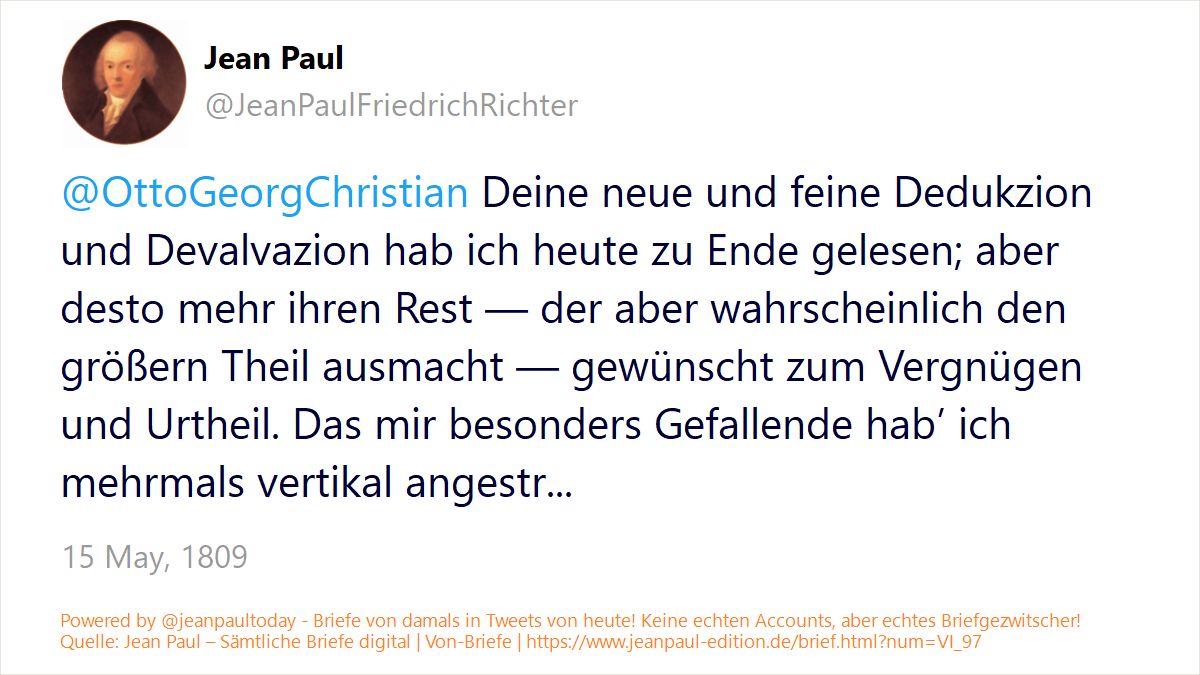 Jean Paul
@JeanPaulFriedrichRichter
@OttoGeorgChristian Deine neue und feine Dedukzion
und Devalvazion hab ich heute zu Ende gelesen; aber
desto mehr ihren Rest — der aber wahrscheinlich den
größern Theil ausmacht — gewünscht zum Vergnügen
und Urtheil. Das mir besonders Gefallende hab’ ich
mehrmals vertikal angestr...
15 May, 1809
Powered by @jeanpaultoday - Briefe von damals in Tweets von heute! Keine echten Accounts, aber echtes Briefgezwitscher!
Quelle: Jean Paul – Sämtliche Briefe digital | Von-Briefe | https://www.jeanpaul-edition.de/brief.html?num=VI_97